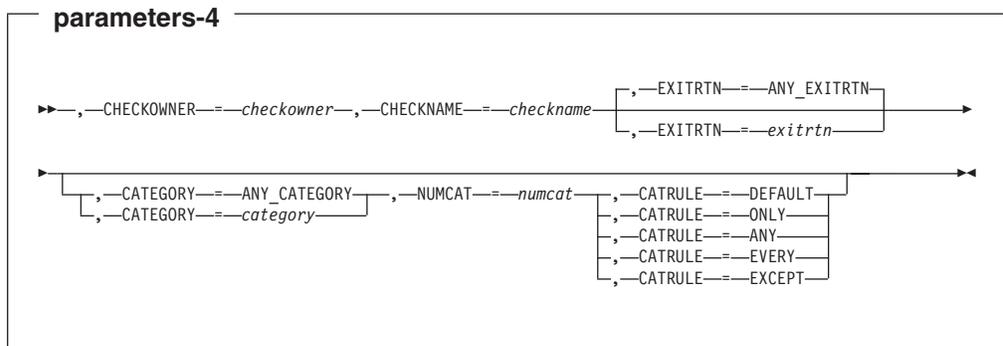 parameters-4
,EXITRTN=ANY_EXITRTN
,CHECKOWNER=checkowner,CHECKNAME=checkname
,EXITRTN=exitrtn
,CATEGORY=ANY_CATEGORY,NUMCAT=numcat,CATRULE=DEFAULT
,CATEGORY=category,CATRULE=ONLY
,CATRULE=ANY
,CATRULE=EVERY
,CATRULE=EXCEPT